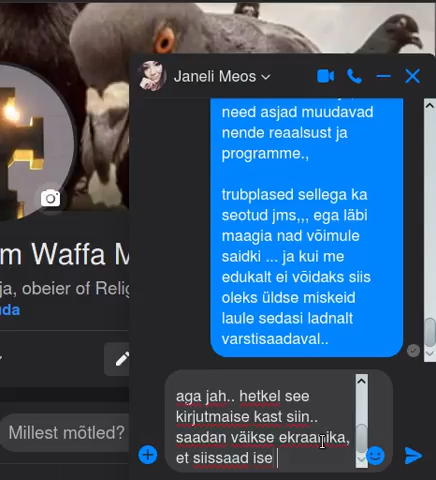 Janeli Meos
need asjad muudavad
nende reaalsust ja
programme.,
trubplased sellega ka
seotud jms,,, ega läbi
maagia nad võimule
saidki ... ja kui me
edukalt ei võidaks siis
oleks üldse miskeid
laule sedasi ladnalt
varstisaadaval..
m Waffa M
ja, obeier of Relig
da
aga jah.. hetkel see
kirjutmaise kast siin..
saadan väikse ekraanika,
et siissaad ise
Millest mõtled?